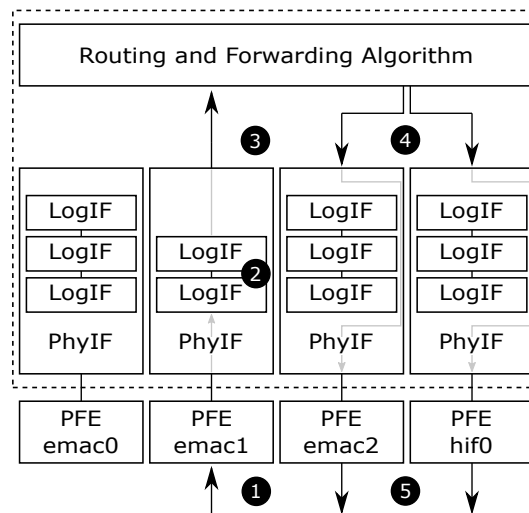 Routing and Forwarding Algorithm
3
4
LogIF
LogIF
LogIF
PhyIF
LogIF
2
LogIF
PhyIF
LogIF
LogIF
LogIF
PhyIF
LogIF
LogIF
LogIF
PhyIF
PFE
emac0
PFE
emac1
PFE
emac2
PFE
hif0
1
5